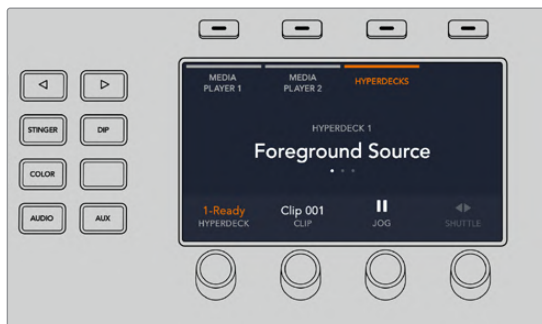 MEDIA
PLAYER 1
MEDIA
PLAYER 2
HYPERDECKS
STINGER
DIP
HYPERDECK 1
Foreground Source
COLOR
1-Ready
HYPERDECK
Clip 001
CLIP
JOG
SHUTTLE
AUDIO
AUX